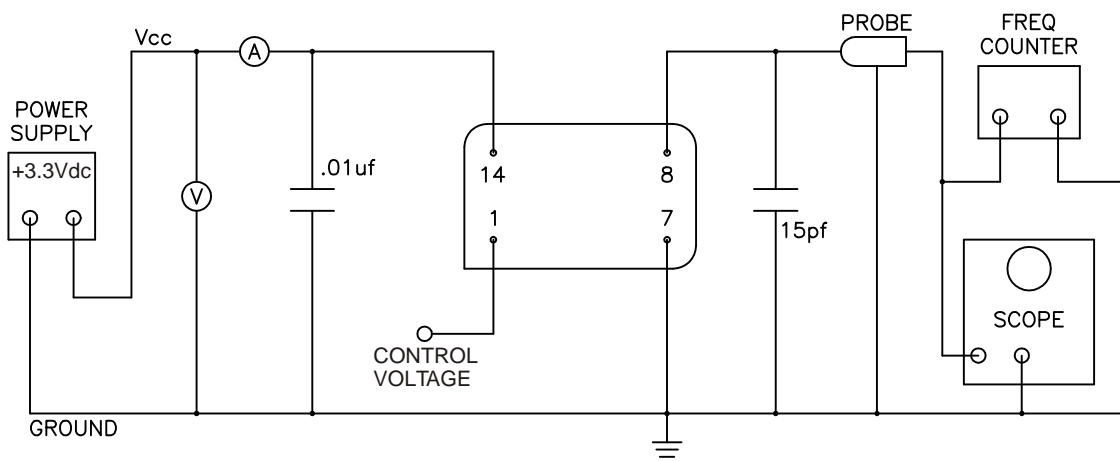 Vcc
A
PROBE
FREQ
COUNTER
POWER
SUPPLY
+3.3Vdc
V
.01uf
14
8
1
7
15pf
SCOPE
CONTROL
VOLTAGE
GROUND